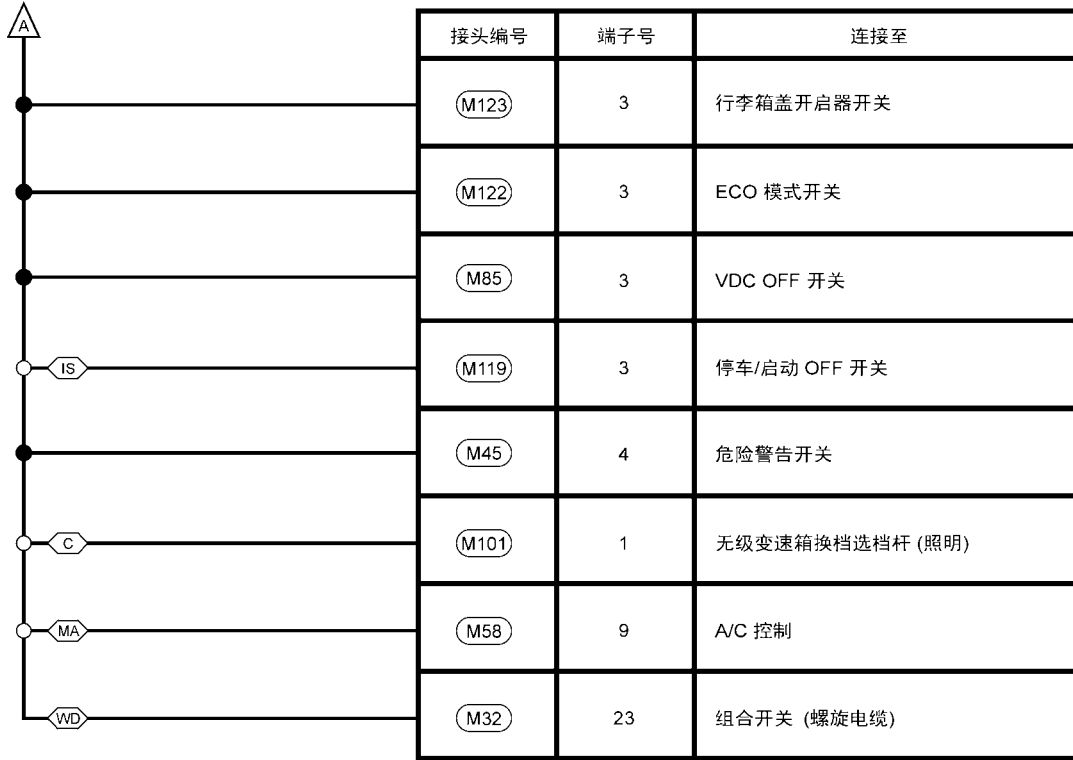 A
接头编号 端子号 连接至
M123 3 行李箱盖开启器开关
M122 3 ECO 模式开关
M85 3 VDC OFF 开关
IS M119 3 停车/启动 OFF 开关
M45 4 危险警告开关
C M101 1 无级变速箱换档选档杆 (照明)
MA M58 9 A/C 控制
WD M32 23 组合开关 (螺旋电缆)